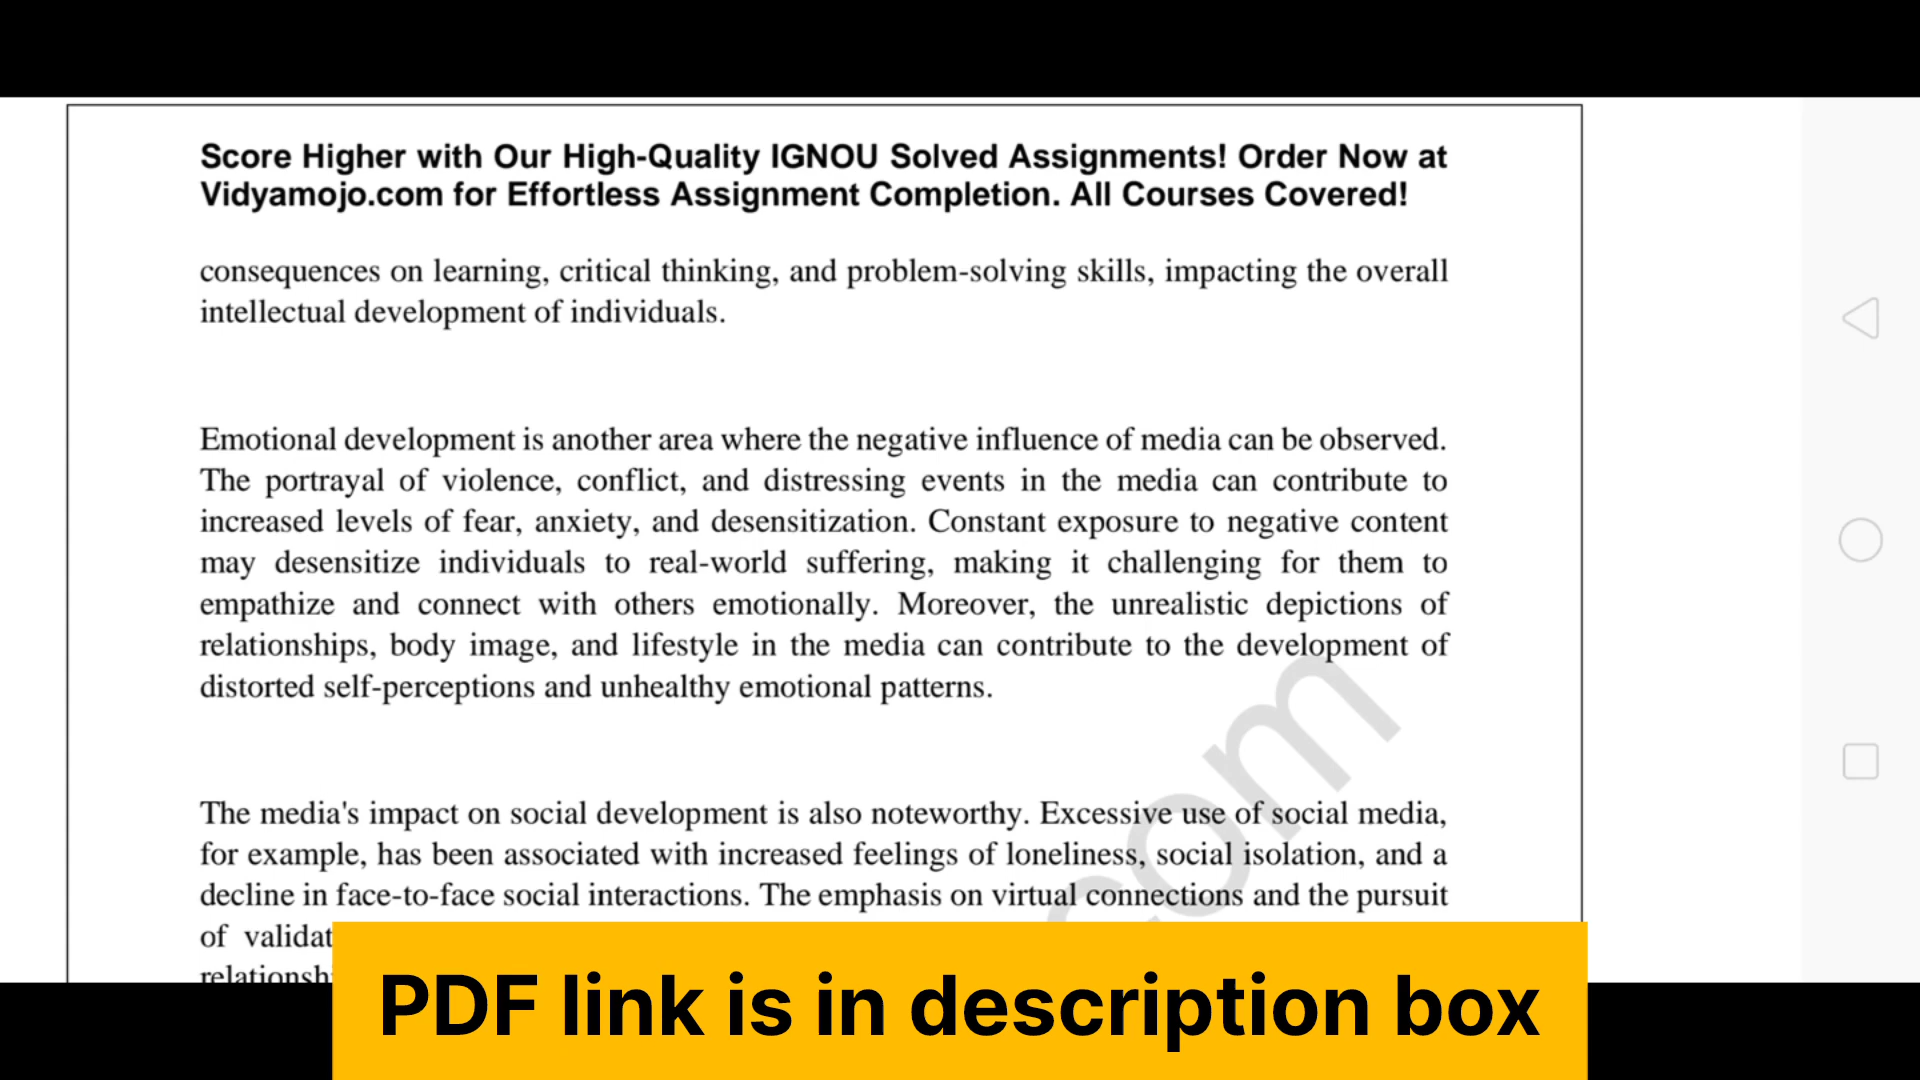 Score Higher with Our High-Quality IGNOU Solved Assignments! Order Now at
Vidyamojo.com for Effortless Assignment Completion. All Courses Covered!
consequences on learning, critical thinking, and problem-solving skills, impacting the overall
intellectual development of individuals.
Emotional development is another area where the negative influence of media can be observed.
The portrayal of violence, conflict, and distressing events in the media can contribute to
increased levels of fear, anxiety, and desensitization. Constant exposure to negative content
may desensitize individuals to real-world suffering, making it challenging for them to
empathize and connect with others emotionally. Moreover, the unrealistic depictions of
relationships, body image, and lifestyle in the media can contribute to the development of
distorted self-perceptions and unhealthy emotional patterns.
The media's impact on social development is also noteworthy. Excessive use of social media,
for example, has been associated with increased feelings of loneliness, social isolation, and a
decline in face-to-face social interactions. The emphasis on virtual connections and the pursuit
of
com
PDF link is in description box